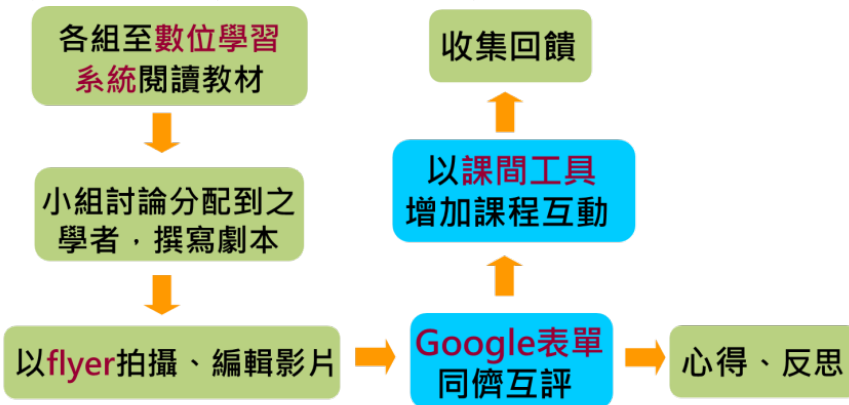 各組至數位學習
系統閱讀教材
小組討論分配到之
學者，撰寫劇本
以flyer拍攝、編輯影片
Google表單
同儕互評
以課間工具
增加課程互動
收集回饋
心得、反思